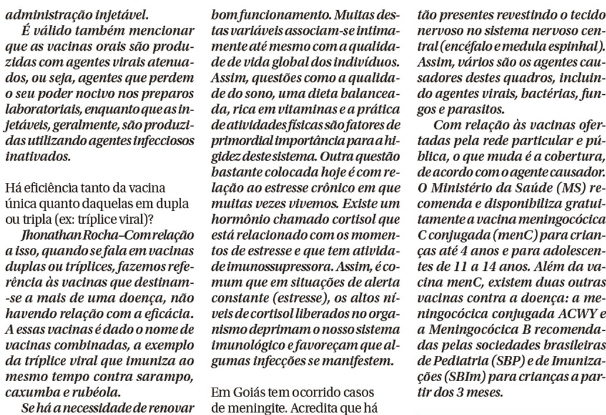 administração injetável.
É válido também mencionar
que as vacinas orais são produ-
zidas com agentes virais atenua-
dos, ou seja, agentes que perdem
o seu poder nocivo nos preparos
laboratoriais, enquanto que as in-
jetáveis, geralmente, são produzi-
das utilizando agentes infecciosos
inativados.

Há eficiência tanto da vacina
única quanto daquelas em dupla
ou tripla (ex: tríplice viral)?
Jhonathan Rocha – Com relação
a isso, quando se fala em vacinas
duplas ou tríplices, fazemos refe-
rência às vacinas que destinam-
-se a mais de uma doença, não
havendo relação com a eficácia.
A essas vacinas é dado o nome de
vacinas combinadas, a exemplo
da tríplice viral que imuniza ao
mesmo tempo contra sarampo,
caxumba e rubéola.
Se há a necessidade de renovar

bom funcionamento. Muitas des-
tas variáveis associam-se intima-
mente até mesmo com a qualida-
de de vida global dos indivíduos.
Assim, questões como a qualida-
de do sono, uma dieta balancea-
da, rica em vitaminas e a prática
de atividades físicas são fatores de
primordial importância para a hi-
gidez deste sistema. Outra questão
bastante colocada hoje é com re-
lação ao estresse crônico em que
muitas vezes vivemos. Existe um
hormônio chamado cortisol que
está relacionado com os momen-
tos de estresse e que tem ativida-
de imunossupressora. Assim, é co-
mum que em situações de alerta
constante (estresse), os altos ní-
veis de cortisol liberados no orga-
nismo deprimam o nosso sistema
imunológico e favoreçam que al-
gumas infecções se manifestem.

Em Goiás tem ocorrido casos
de meningite. Acredita que há

tão presentes revestindo o tecido
nervoso no sistema nervoso cen-
tral (encéfalo e medula espinhal).
Assim, vários são os agentes cau-
sadores destes quadros, incluin-
do agentes virais, bactérias, fun-
gos e parasitos.
Com relação às vacinas ofer-
tadas pela rede particular e pú-
blica, o que muda é a cobertura,
de acordo com o agente causador.
O Ministério da Saúde (MS) re-
comenda e disponibiliza gratui-
tamente a vacina meningocócica
C conjugada (menC) para crian-
ças até 4 anos e para adolescen-
tes de 11 a 14 anos. Além da va-
cina menC, existem duas outras
vacinas contra a doença: a me-
ningocócica conjugada ACWY e
a Meningocócica B recomenda-
das pelas sociedades brasileiras
de Pediatria (SBP) e de Imuniza-
ções (SBIm) para crianças a par-
tir dos 3 meses.